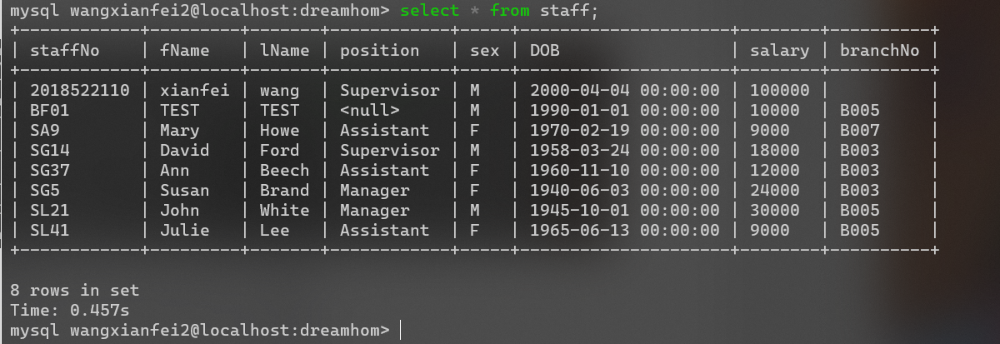 mysql wangxianfei2@localhost:dreamhom> select * from staff;
+------------+---------+-------+------------+-----+---------------------+--------+----------+
| staffNo    | fName   | lName | position   | sex | DOB                 | salary | branchNo |
+------------+---------+-------+------------+-----+---------------------+--------+----------+
| 2018522110 | xianfei | wang  | Supervisor | M   | 2000-04-04 00:00:00 | 100000 |          |
| BF01       | TEST    | TEST  | <null>     | M   | 1990-01-01 00:00:00 | 10000  | B005     |
| SA9        | Mary    | Howe  | Assistant  | F   | 1970-02-19 00:00:00 | 9000   | B007     |
| SG14       | David   | Ford  | Supervisor | M   | 1958-03-24 00:00:00 | 18000  | B003     |
| SG37       | Ann     | Beech | Assistant  | F   | 1960-11-10 00:00:00 | 12000  | B003     |
| SG5        | Susan   | Brand | Manager    | F   | 1940-06-03 00:00:00 | 24000  | B003     |
| SL21       | John    | White | Manager    | M   | 1945-10-01 00:00:00 | 30000  | B005     |
| SL41       | Julie   | Lee   | Assistant  | F   | 1965-06-13 00:00:00 | 9000   | B005     |
+------------+---------+-------+------------+-----+---------------------+--------+----------+
8 rows in set
Time: 0.457s
mysql wangxianfei2@localhost:dreamhom>